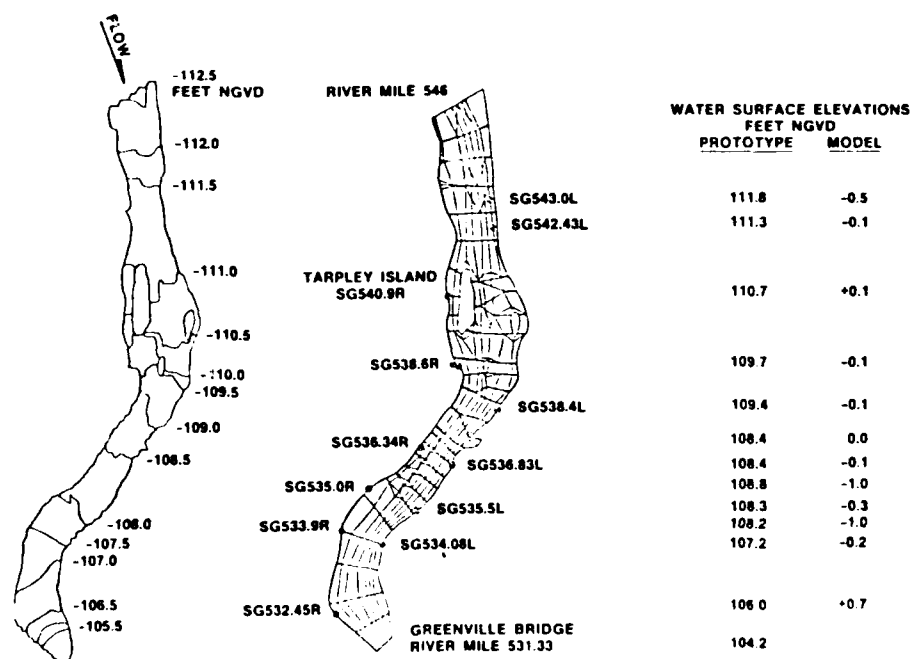 FLOW
-112.5
FEET NGVD
-112.0
-111.5
-111.0
-110.5
-110.0
-109.5
-109.0
-108.5
-108.0
-107.5
-107.0
-106.5
-105.5
RIVER MILE 546
SG543.0L
SG542.43L
TARPLEY ISLAND
SG540.9R
SG538.6R
SG538.4L
SG536.34R
SG536.83L
SG535.0R
SG535.5L
SG533.9R
SG534.08L
SG532.45R
GREENVILLE BRIDGE
RIVER MILE 531.33
WATER SURFACE ELEVATIONS
FEET NGVD
PROTOTYPE MODEL
111.8 -0.5
111.3 -0.1
110.7 +0.1
109.7 -0.1
109.4 -0.1
108.4 0.0
108.4 -0.1
108.8 -1.0
108.3 -0.3
108.2 -1.0
107.2 -0.2
106.0 +0.7
104.2